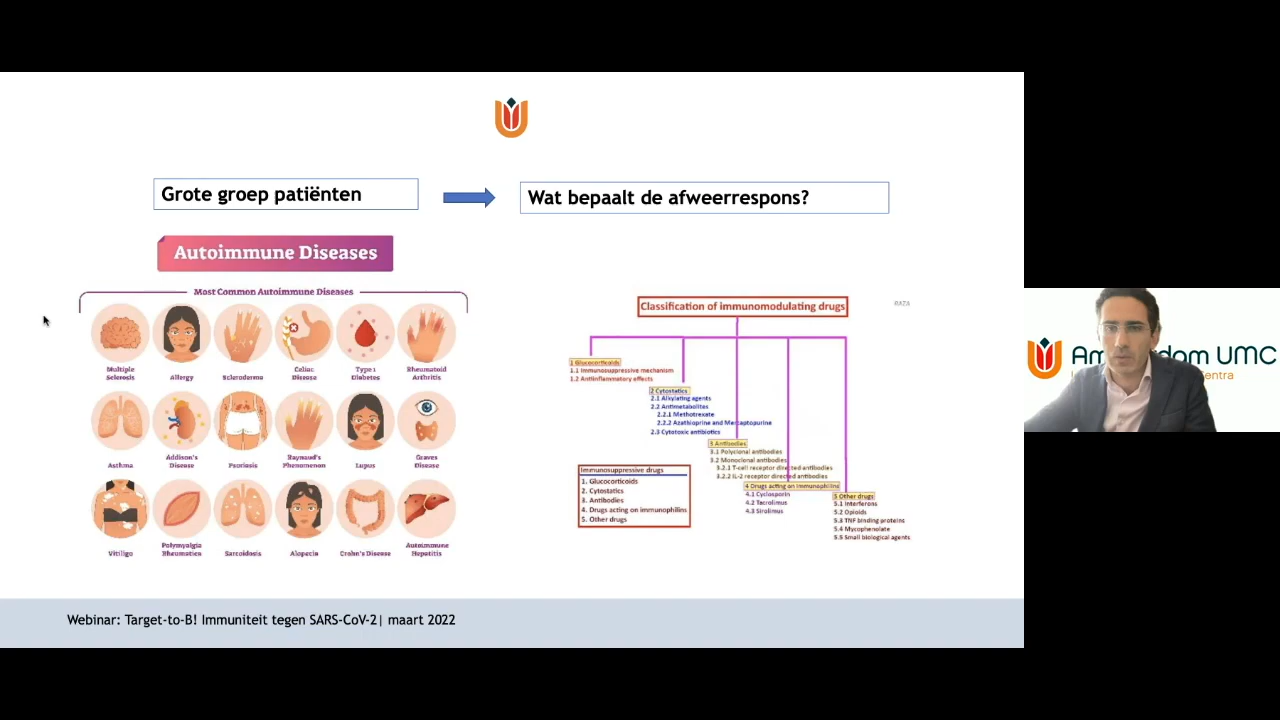 Grote groep patiënten
Wat bepaalt de afweerrespons?
Autoimmune Diseases
Most Common Autoimmune Diseases
Multiple
Sclerosis
Allergy
Scleroderma
Celiac
Disease
Type 1
Diabetes
Rheumatoid
Arthritis
Asthma
Addison's
Disease
Psoriasis
Raynaud's
Phenomenon
Lupus
Graves
Disease
Vitiligo
Polymyalgia
Rheumatica
Sarcoidosis
Alopecia
Crohn's Disease
Autoimmune
Hepatitis
Classification of immunomodulating drugs
1 Glucocorticoids
1.1 Immunosuppressive mechanism
1.2 Antiinflammatory effects
2 Cytostatics
2.1 Alkylating agents
2.2 Antimetabolites
2.2.1 Methotrexate
2.2.2 Azathioprine and Mercaptopurine
2.3 Cytotoxic antibiotics
3 Antibodies
3.1 Polyclonal antibodies
3.2 Monoclonal antibodies
3.2.1 T-cell receptor directed antibodies
3.2.2 IL-2 receptor directed antibodies
4 Drugs acting on immunophilins
4.1 Cyclosporin
4.2 Tacrolimus
4.3 Sirolimus
5 Other drugs
5.1 Interferons
5.2 Opioids
5.3 TNF binding proteins
5.4 Mycophenolate
5.5 Small biological agents
Immunosuppressive drugs
1. Glucocorticoids
2. Cytostatics
3. Antibodies
4. Drugs acting on immunophilins
5. Other drugs
Webinar: Target-to-B! Immuniteit tegen SARS-CoV-2| maart 2022
UMC